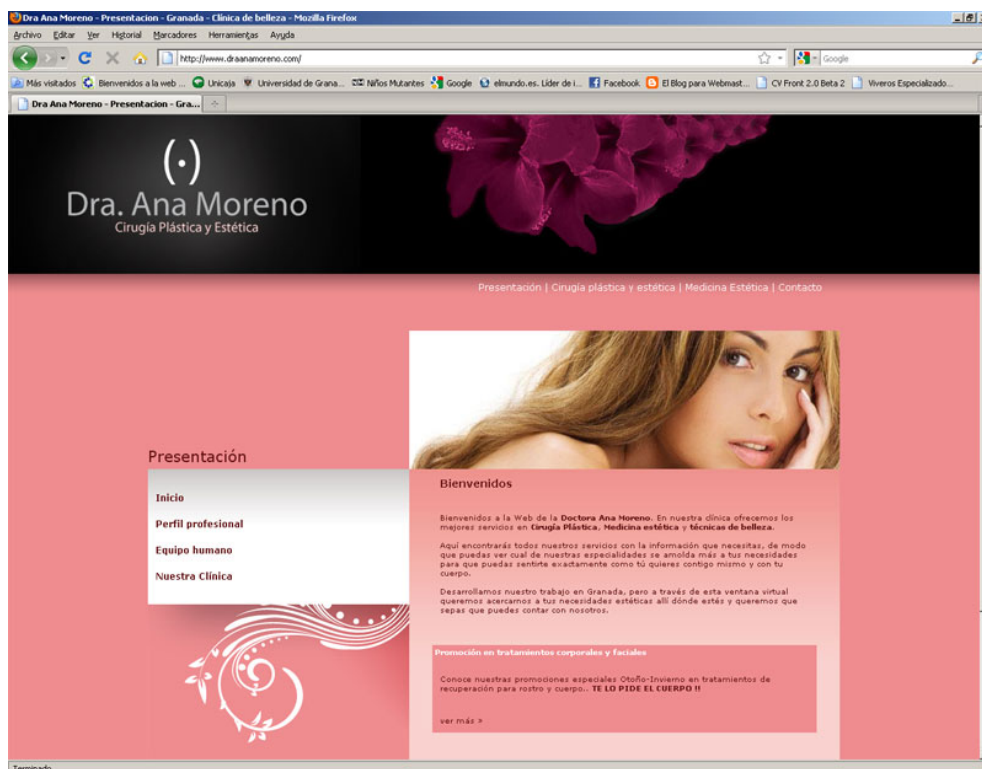 Dra Ana Moreno - Presentacion - Granada - Clínica de belleza - Mozilla Firefox
Archivo Editar Ver Historial Marcadores Herramientas Ayuda
http://www.draanamoreno.com/
Google
Más visitados Bienvenidos a la web ... Unicaja Universidad de Grana... Niños Mutantes Google elmundo.es. Líder de i... Facebook El Blog para Webmast... CV Front 2.0 Beta 2 Viveros Especializado...
Dra Ana Moreno - Presentacion - Gra...
(·)
Dra. Ana Moreno
Cirugía Plástica y Estética
Presentación | Cirugía plástica y estética | Medicina Estética | Contacto
Presentación
Inicio
Perfil profesional
Equipo humano
Nuestra Clínica
Bienvenidos
Bienvenidos a la Web de la Doctora Ana Moreno. En nuestra clínica ofrecemos los
mejores servicios en Cirugía Plástica, Medicina estética y técnicas de belleza.
Aquí encontrarás todos nuestros servicios con la información que necesitas, de modo
que puedas ver cual de nuestras especialidades se amolda más a tus necesidades
para que puedas sentirte exactamente como tú quieres contigo mismo y con tu
cuerpo.
Desarrollamos nuestro trabajo en Granada, pero a través de esta ventana virtual
queremos acercarnos a tus necesidades estéticas allí dónde estés y queremos que
sepas que puedes contar con nosotros.
Promoción en tratamientos corporales y faciales
Conoce nuestras promociones especiales Otoño-Invierno en tratamientos de
recuperación para rostro y cuerpo.. TE LO PIDE EL CUERPO !!
ver más »
Terminado